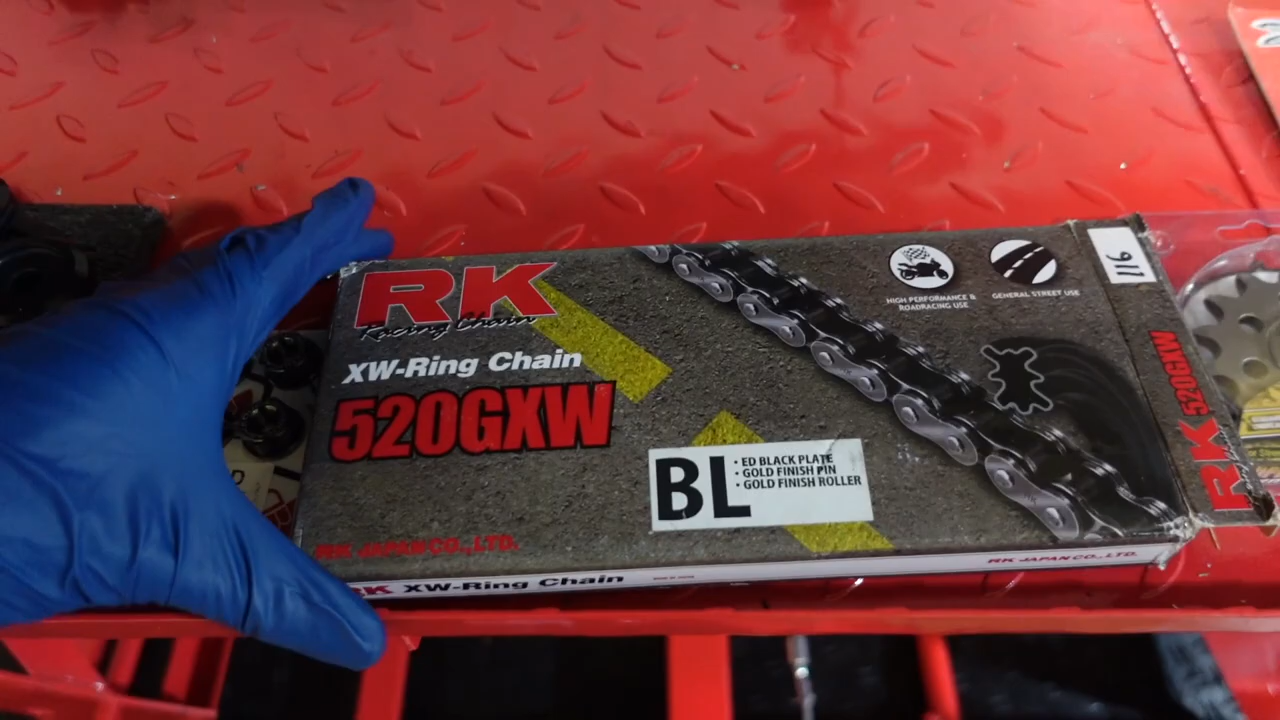 RK
Racing Chain
XW-Ring Chain
520GXW
BL
• ED BLACK PLATE
• GOLD FINISH PIN
• GOLD FINISH ROLLER
HIGH PERFORMANCE &
ROADRACING USE
GENERAL STREET USE
116
RK 520GXW
RK JAPAN CO., LTD.
RK XW-Ring Chain
RK JAPAN CO., LTD.